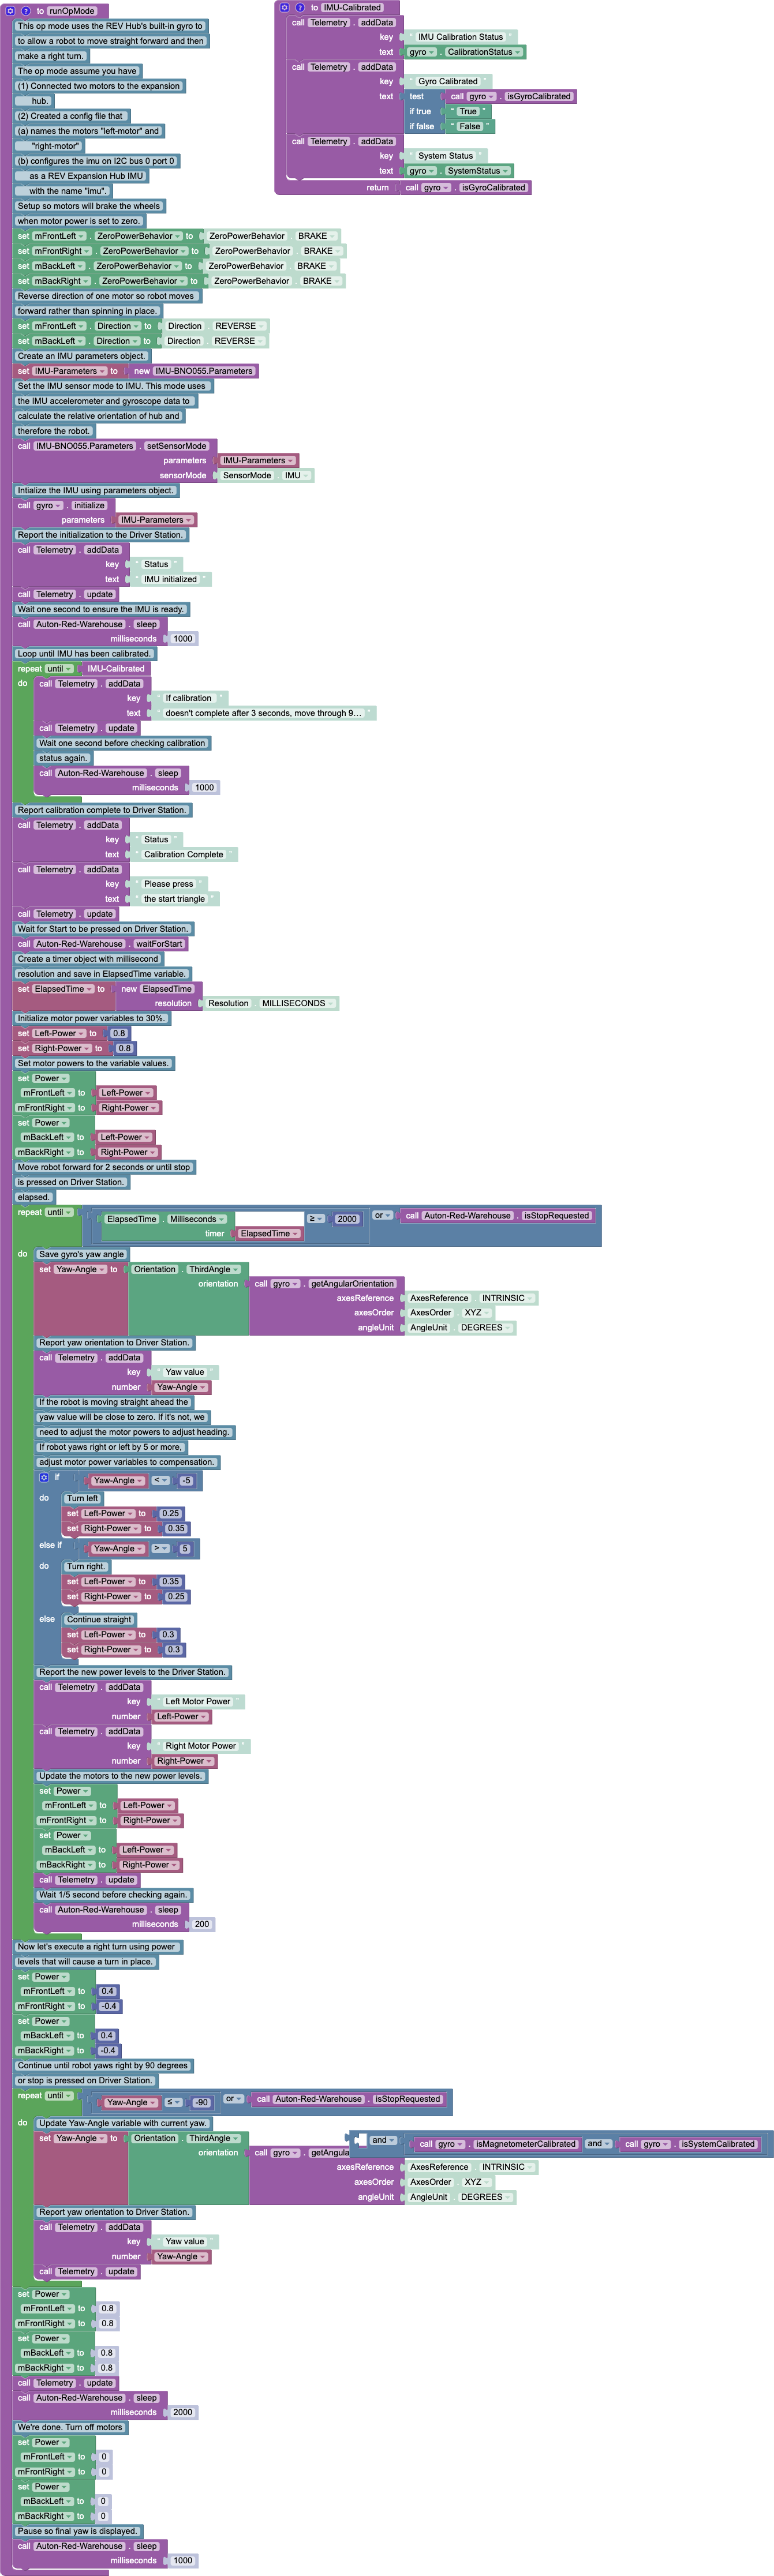 to runOpMode
This op mode uses the REV Hub's built-in gyro to
to allow a robot to move straight forward and then
make a right turn.
The op mode assume you have
(1) Connected two motors to the expansion
hub.
(2) Created a config file that
(a) names the motors "left-motor" and
"right-motor"
(b) configures the imu on I2C bus 0 port 0
as a REV Expansion Hub IMU
with the name "imu".
Setup so motors will brake the wheels
when motor power is set to zero.
set mFrontLeft . ZeroPowerBehavior to ZeroPowerBehavior . BRAKE
set mFrontRight . ZeroPowerBehavior to ZeroPowerBehavior . BRAKE
set mBackLeft . ZeroPowerBehavior to ZeroPowerBehavior . BRAKE
set mBackRight . ZeroPowerBehavior to ZeroPowerBehavior . BRAKE
Reverse direction of one motor so robot moves
forward rather than spinning in place.
set mFrontLeft . Direction to Direction . REVERSE
set mBackLeft . Direction to Direction . REVERSE
Create an IMU parameters object.
set IMU-Parameters to new IMU-BNO055.Parameters
Set the IMU sensor mode to IMU. This mode uses
the IMU accelerometer and gyroscope data to
calculate the relative orientation of hub and
therefore the robot.
call IMU-BNO055.Parameters . setSensorMode
parameters IMU-Parameters
sensorMode SensorMode . IMU
Intialize the IMU using parameters object.
call gyro . initialize
parameters IMU-Parameters
Report the initialization to the Driver Station.
call Telemetry . addData
key " Status "
text " IMU initialized "
call Telemetry . update
Wait one second to ensure the IMU is ready.
call Auton-Red-Warehouse . sleep
milliseconds 1000
Loop until IMU has been calibrated.
repeat until IMU-Calibrated
do call Telemetry . addData
key " If calibration "
text " doesn't complete after 3 seconds, move through 9... "
call Telemetry . update
Wait one second before checking calibration
status again.
call Auton-Red-Warehouse . sleep
milliseconds 1000
Report calibration complete to Driver Station.
call Telemetry . addData
key " Status "
text " Calibration Complete "
call Telemetry . addData
key " Please press "
text " the start triangle "
call Telemetry . update
Wait for Start to be pressed on Driver Station.
call Auton-Red-Warehouse . waitForStart
Create a timer object with millisecond
resolution and save in ElapsedTime variable.
set ElapsedTime to new ElapsedTime
resolution Resolution . MILLISECONDS
Initialize motor power variables to 30%.
set Left-Power to 0.8
set Right-Power to 0.8
Set motor powers to the variable values.
set Power
mFrontLeft to Left-Power
mFrontRight to Right-Power
set Power
mBackLeft to Left-Power
mBackRight to Right-Power
Move robot forward for 2 seconds or until stop
is pressed on Driver Station.
elapsed.
repeat until ElapsedTime . Milliseconds ≥ 2000 or call Auton-Red-Warehouse . isStopRequested
timer ElapsedTime
do Save gyro's yaw angle
set Yaw-Angle to Orientation . ThirdAngle
orientation call gyro . getAngularOrientation
axesReference AxesReference . INTRINSIC
axesOrder AxesOrder . XYZ
angleUnit AngleUnit . DEGREES
Report yaw orientation to Driver Station.
call Telemetry . addData
key " Yaw value "
number Yaw-Angle
If the robot is moving straight ahead the
yaw value will be close to zero. If it's not, we
need to adjust the motor powers to adjust heading.
If robot yaws right or left by 5 or more,
adjust motor power variables to compensation.
if Yaw-Angle < -5
do Turn left
set Left-Power to 0.25
set Right-Power to 0.35
else if Yaw-Angle > 5
do Turn right.
set Left-Power to 0.35
set Right-Power to 0.25
else Continue straight
set Left-Power to 0.3
set Right-Power to 0.3
Report the new power levels to the Driver Station.
call Telemetry . addData
key " Left Motor Power "
number Left-Power
call Telemetry . addData
key " Right Motor Power "
number Right-Power
Update the motors to the new power levels.
set Power
mFrontLeft to Left-Power
mFrontRight to Right-Power
set Power
mBackLeft to Left-Power
mBackRight to Right-Power
call Telemetry . update
Wait 1/5 second before checking again.
call Auton-Red-Warehouse . sleep
milliseconds 200
Now let's execute a right turn using power
levels that will cause a turn in place.
set Power
mFrontLeft to 0.4
mFrontRight to -0.4
set Power
mBackLeft to 0.4
mBackRight to -0.4
Continue until robot yaws right by 90 degrees
or stop is pressed on Driver Station.
repeat until Yaw-Angle ≤ -90 or call Auton-Red-Warehouse . isStopRequested
do Update Yaw-Angle variable with current yaw.
set Yaw-Angle to Orientation . ThirdAngle
orientation call gyro . getAngula
and call gyro . isMagnetometerCalibrated and call gyro . isSystemCalibrated
axesReference AxesReference . INTRINSIC
axesOrder AxesOrder . XYZ
angleUnit AngleUnit . DEGREES
Report yaw orientation to Driver Station.
call Telemetry . addData
key " Yaw value "
number Yaw-Angle
call Telemetry . update
set Power
mFrontLeft to 0.8
mFrontRight to 0.8
set Power
mBackLeft to 0.8
mBackRight to 0.8
call Telemetry . update
call Auton-Red-Warehouse . sleep
milliseconds 2000
We're done. Turn off motors
set Power
mFrontLeft to 0
mFrontRight to 0
set Power
mBackLeft to 0
mBackRight to 0
Pause so final yaw is displayed.
call Auton-Red-Warehouse . sleep
milliseconds 1000
to IMU-Calibrated
call Telemetry . addData
key " IMU Calibration Status "
text gyro . CalibrationStatus
call Telemetry . addData
key " Gyro Calibrated "
text test call gyro . isGyroCalibrated
if true " True "
if false " False "
call Telemetry . addData
key " System Status "
text gyro . SystemStatus
return call gyro . isGyroCalibrated